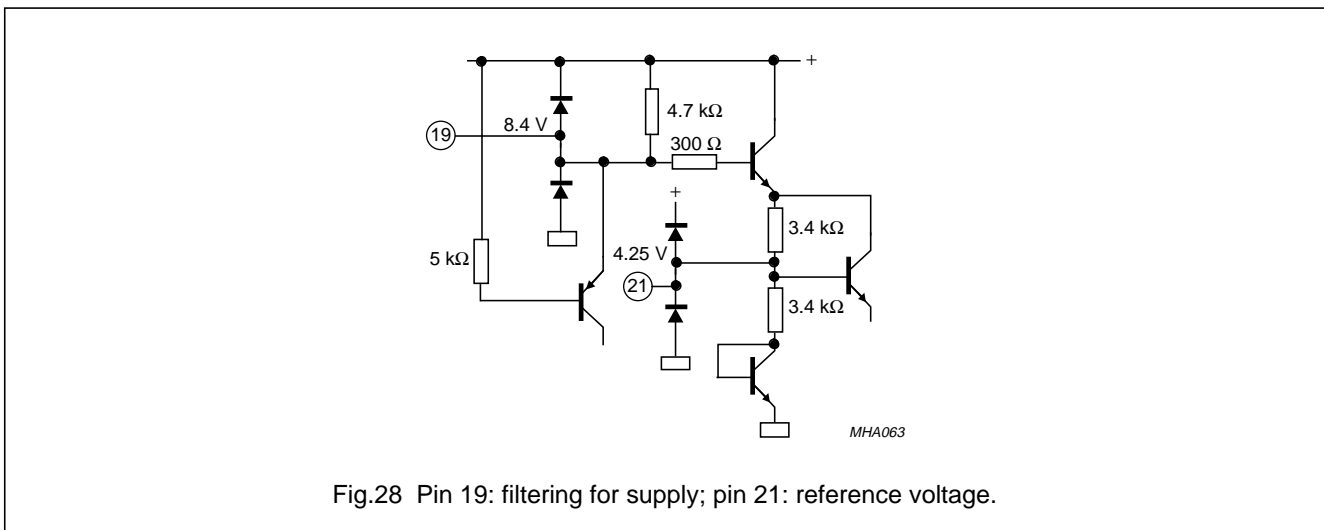 +
8.4 V
4.7 kΩ
19
300 Ω
+
3.4 kΩ
5 kΩ
4.25 V
21
3.4 kΩ
MHA063
Fig.28 Pin 19: filtering for supply; pin 21: reference voltage.